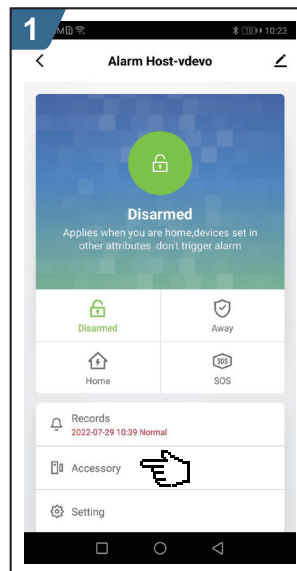 1
10:23
Alarm Host-vdevo
Disarmed
Applies when you are home,devices set in
other attributes don't trigger alarm
Disarmed
Away
Home
SOS
SOS
Records
2022-07-29 10:39 Normal
Accessory
Setting